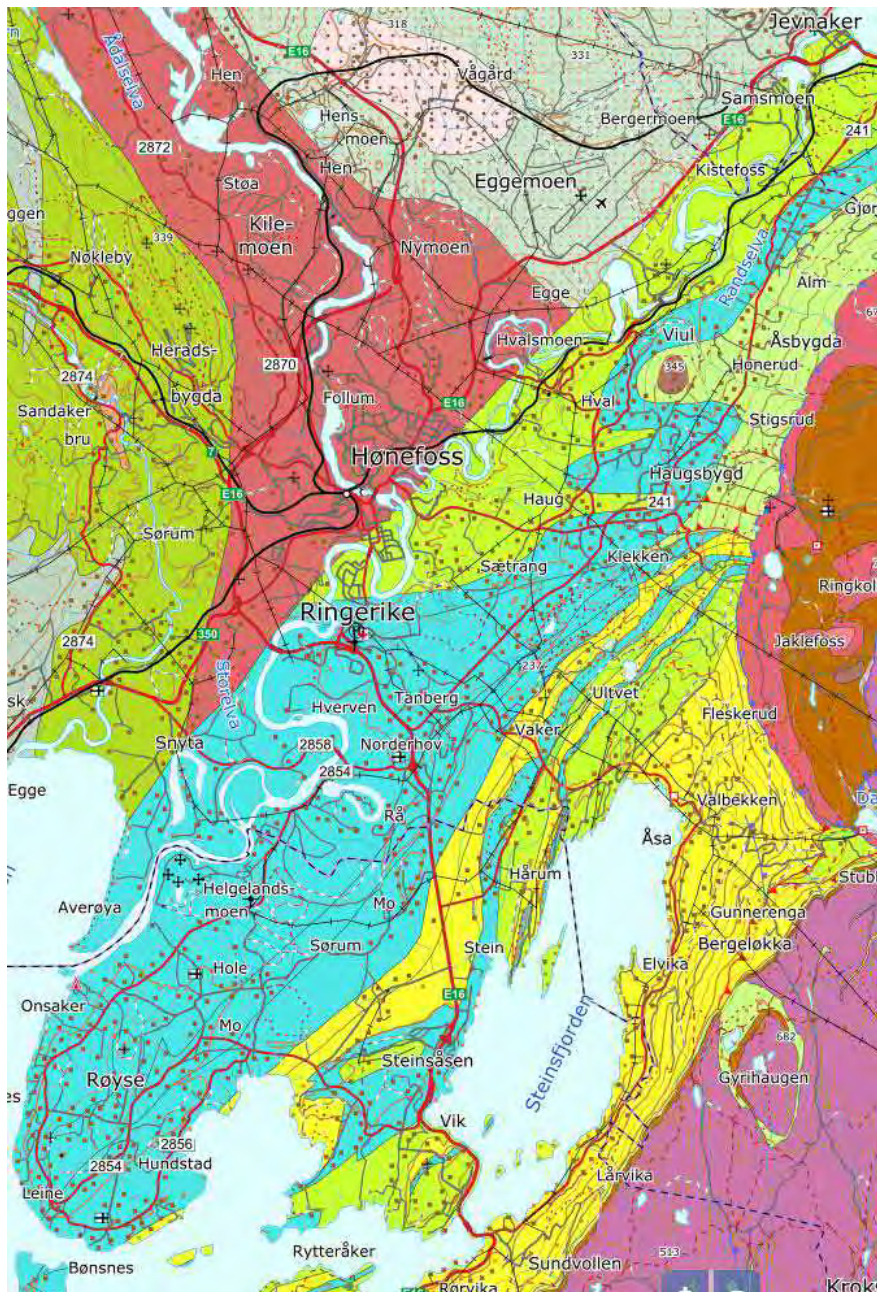 Jevnaker
318
E16
331
Hen
Vågård
Samsmoen
Ådalselva
Hens-
moen
Bergermoen
E16
241
2872
Hen
Kistefoss
Støa
Eggemoen
Gjør
Kile-
moen
339
Nøkleby
Nymoen
Randselva
Egge
Alm
Viul
Åsbygda
Herads-
bygda
2870
Hvalsmoen
345
Honerud
2874
Follum
E16
Hval
Sandaker
bru
Stigsrud
7
Hønefoss
Haugsbygd
E16
Haug
241
Sørum
Klekken
Sætrang
Ringkol
Ringerike
2874
350
Jaklefoss
237
Storelva
Tanberg
Ultvet
Hverven
Fleskerud
Vaker
Snyta
2858
Norderhov
2854
Egge
Valbekken
Rå
Åsa
Hårum
Stubb
Helgelands-
moen
Averøya
Mo
Gunnerenga
Sørum
Stein
Bergeløkka
Hole
Elvika
Onsaker
E16
Mo
682
Steinsåsen
Steinsfjorden
Gyrihaugen
Røyse
Vik
2856
2854
Hundstad
Lårvika
Leine
Rytteråker
513
Bønsnes
Sundvollen
Rørvika
Kroks